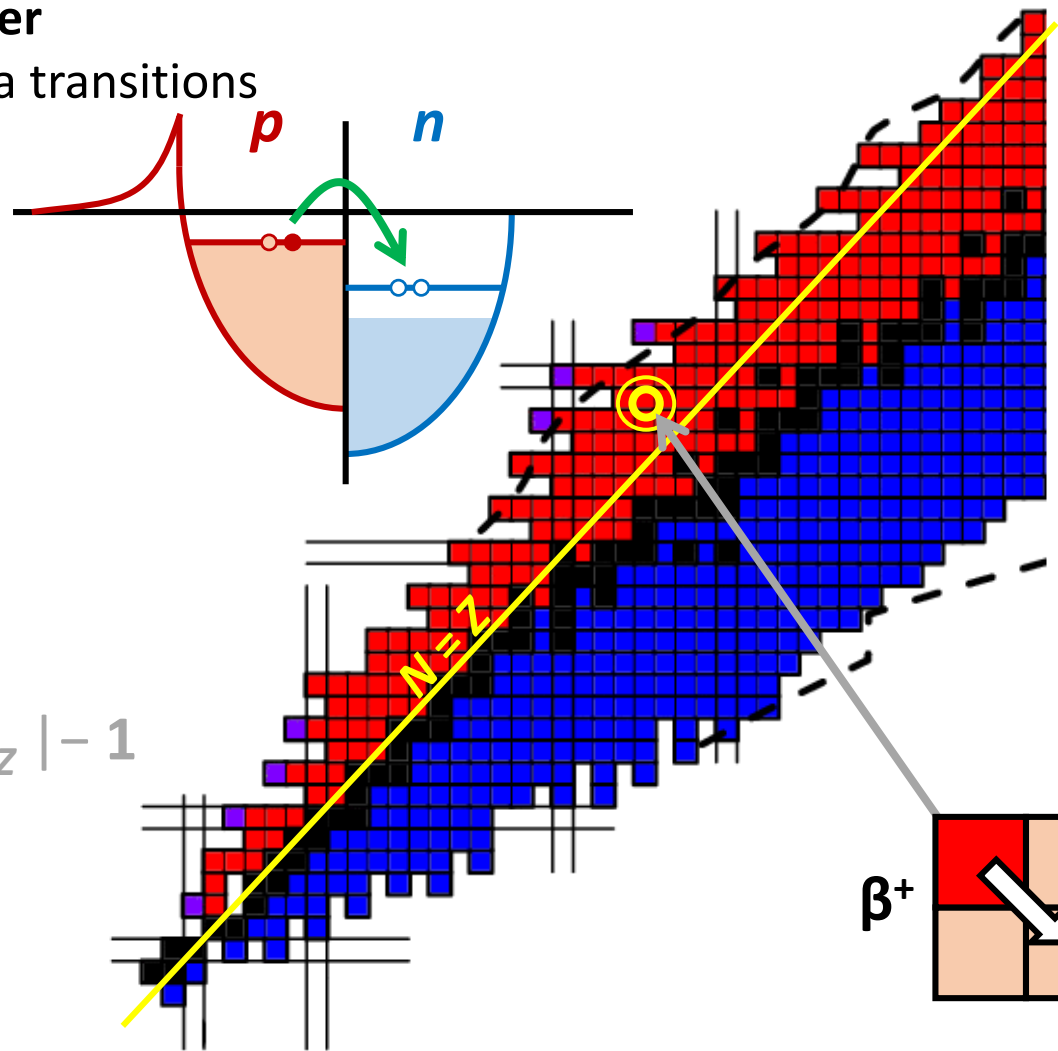 er
a transitions
p n
N = Z
z | − 1
β⁺